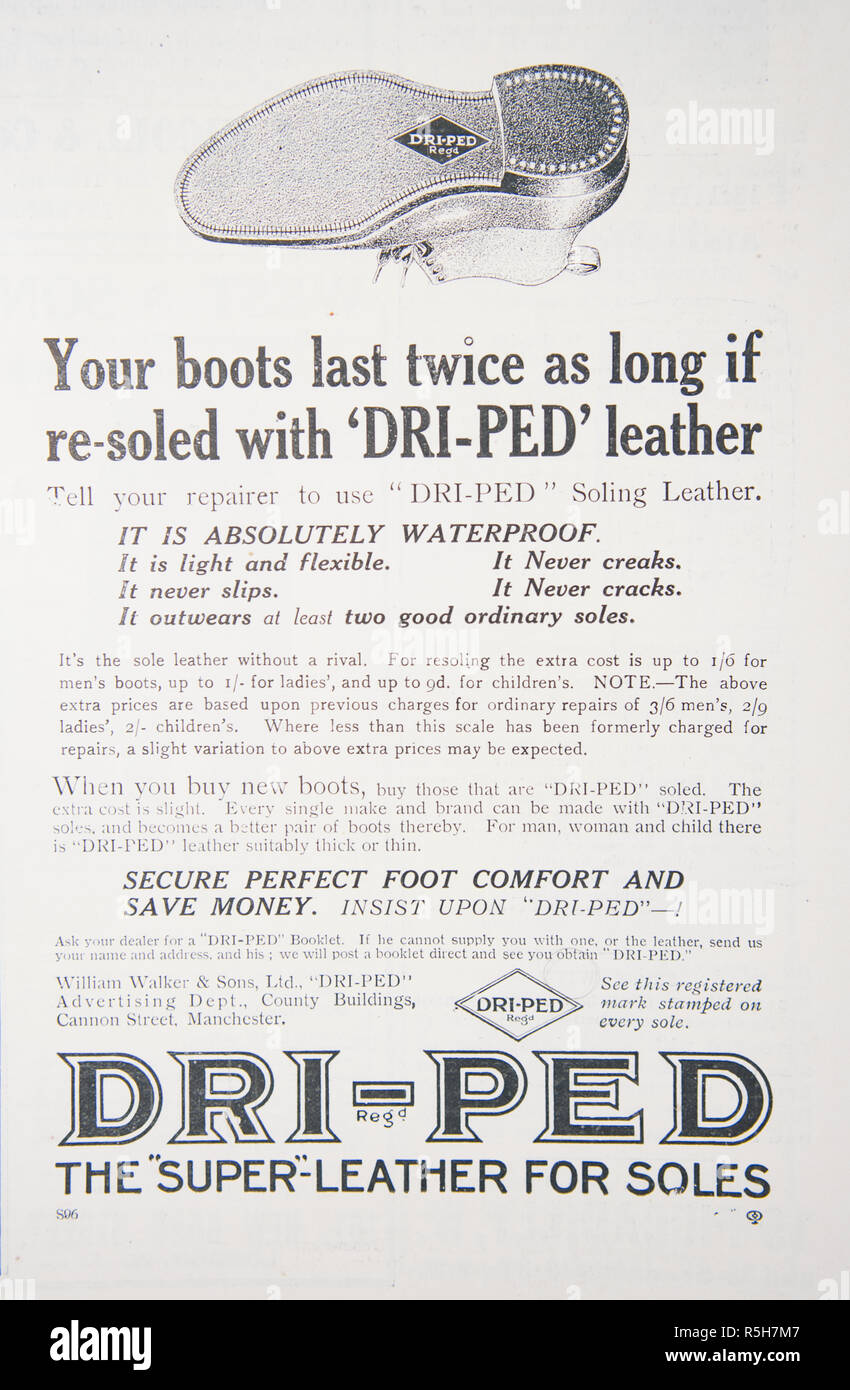 DRI-PED
Regd
Your boots last twice as long if
re-soled with ‘DRI-PED’ leather
Tell your repairer to use “DRI-PED” Soling Leather.
IT IS ABSOLUTELY WATERPROOF.
It is light and flexible. It Never creaks.
It never slips. It Never cracks.
It outwears at least two good ordinary soles.
It's the sole leather without a rival. For resoling the extra cost is up to 1/6 for
men's boots, up to 1/- for ladies', and up to 9d. for children's. NOTE.—The above
extra prices are based upon previous charges for ordinary repairs of 3/6 men's, 2/9
ladies', 2/- children's. Where less than this scale has been formerly charged for
repairs, a slight variation to above extra prices may be expected.
When you buy new boots, buy those that are “DRI-PED” soled. The
extra cost is slight. Every single make and brand can be made with “DRI-PED”
soles, and becomes a better pair of boots thereby. For man, woman and child there
is “DRI-PED” leather suitably thick or thin.
SECURE PERFECT FOOT COMFORT AND
SAVE MONEY. INSIST UPON “DRI-PED”—!
Ask your dealer for a “DRI-PED” Booklet. If he cannot supply you with one, or the leather, send us
your name and address, and his ; we will post a booklet direct and see you obtain “DRI-PED.”
William Walker & Sons, Ltd., “DRI-PED”
Advertising Dept., County Buildings,
Cannon Street, Manchester.
DRI-PED
Regd
See this registered
mark stamped on
every sole.
DRI-PED
Regd
THE “SUPER”-LEATHER FOR SOLES
S96
alamy
Image ID: R5H7M7
www.alamy.com